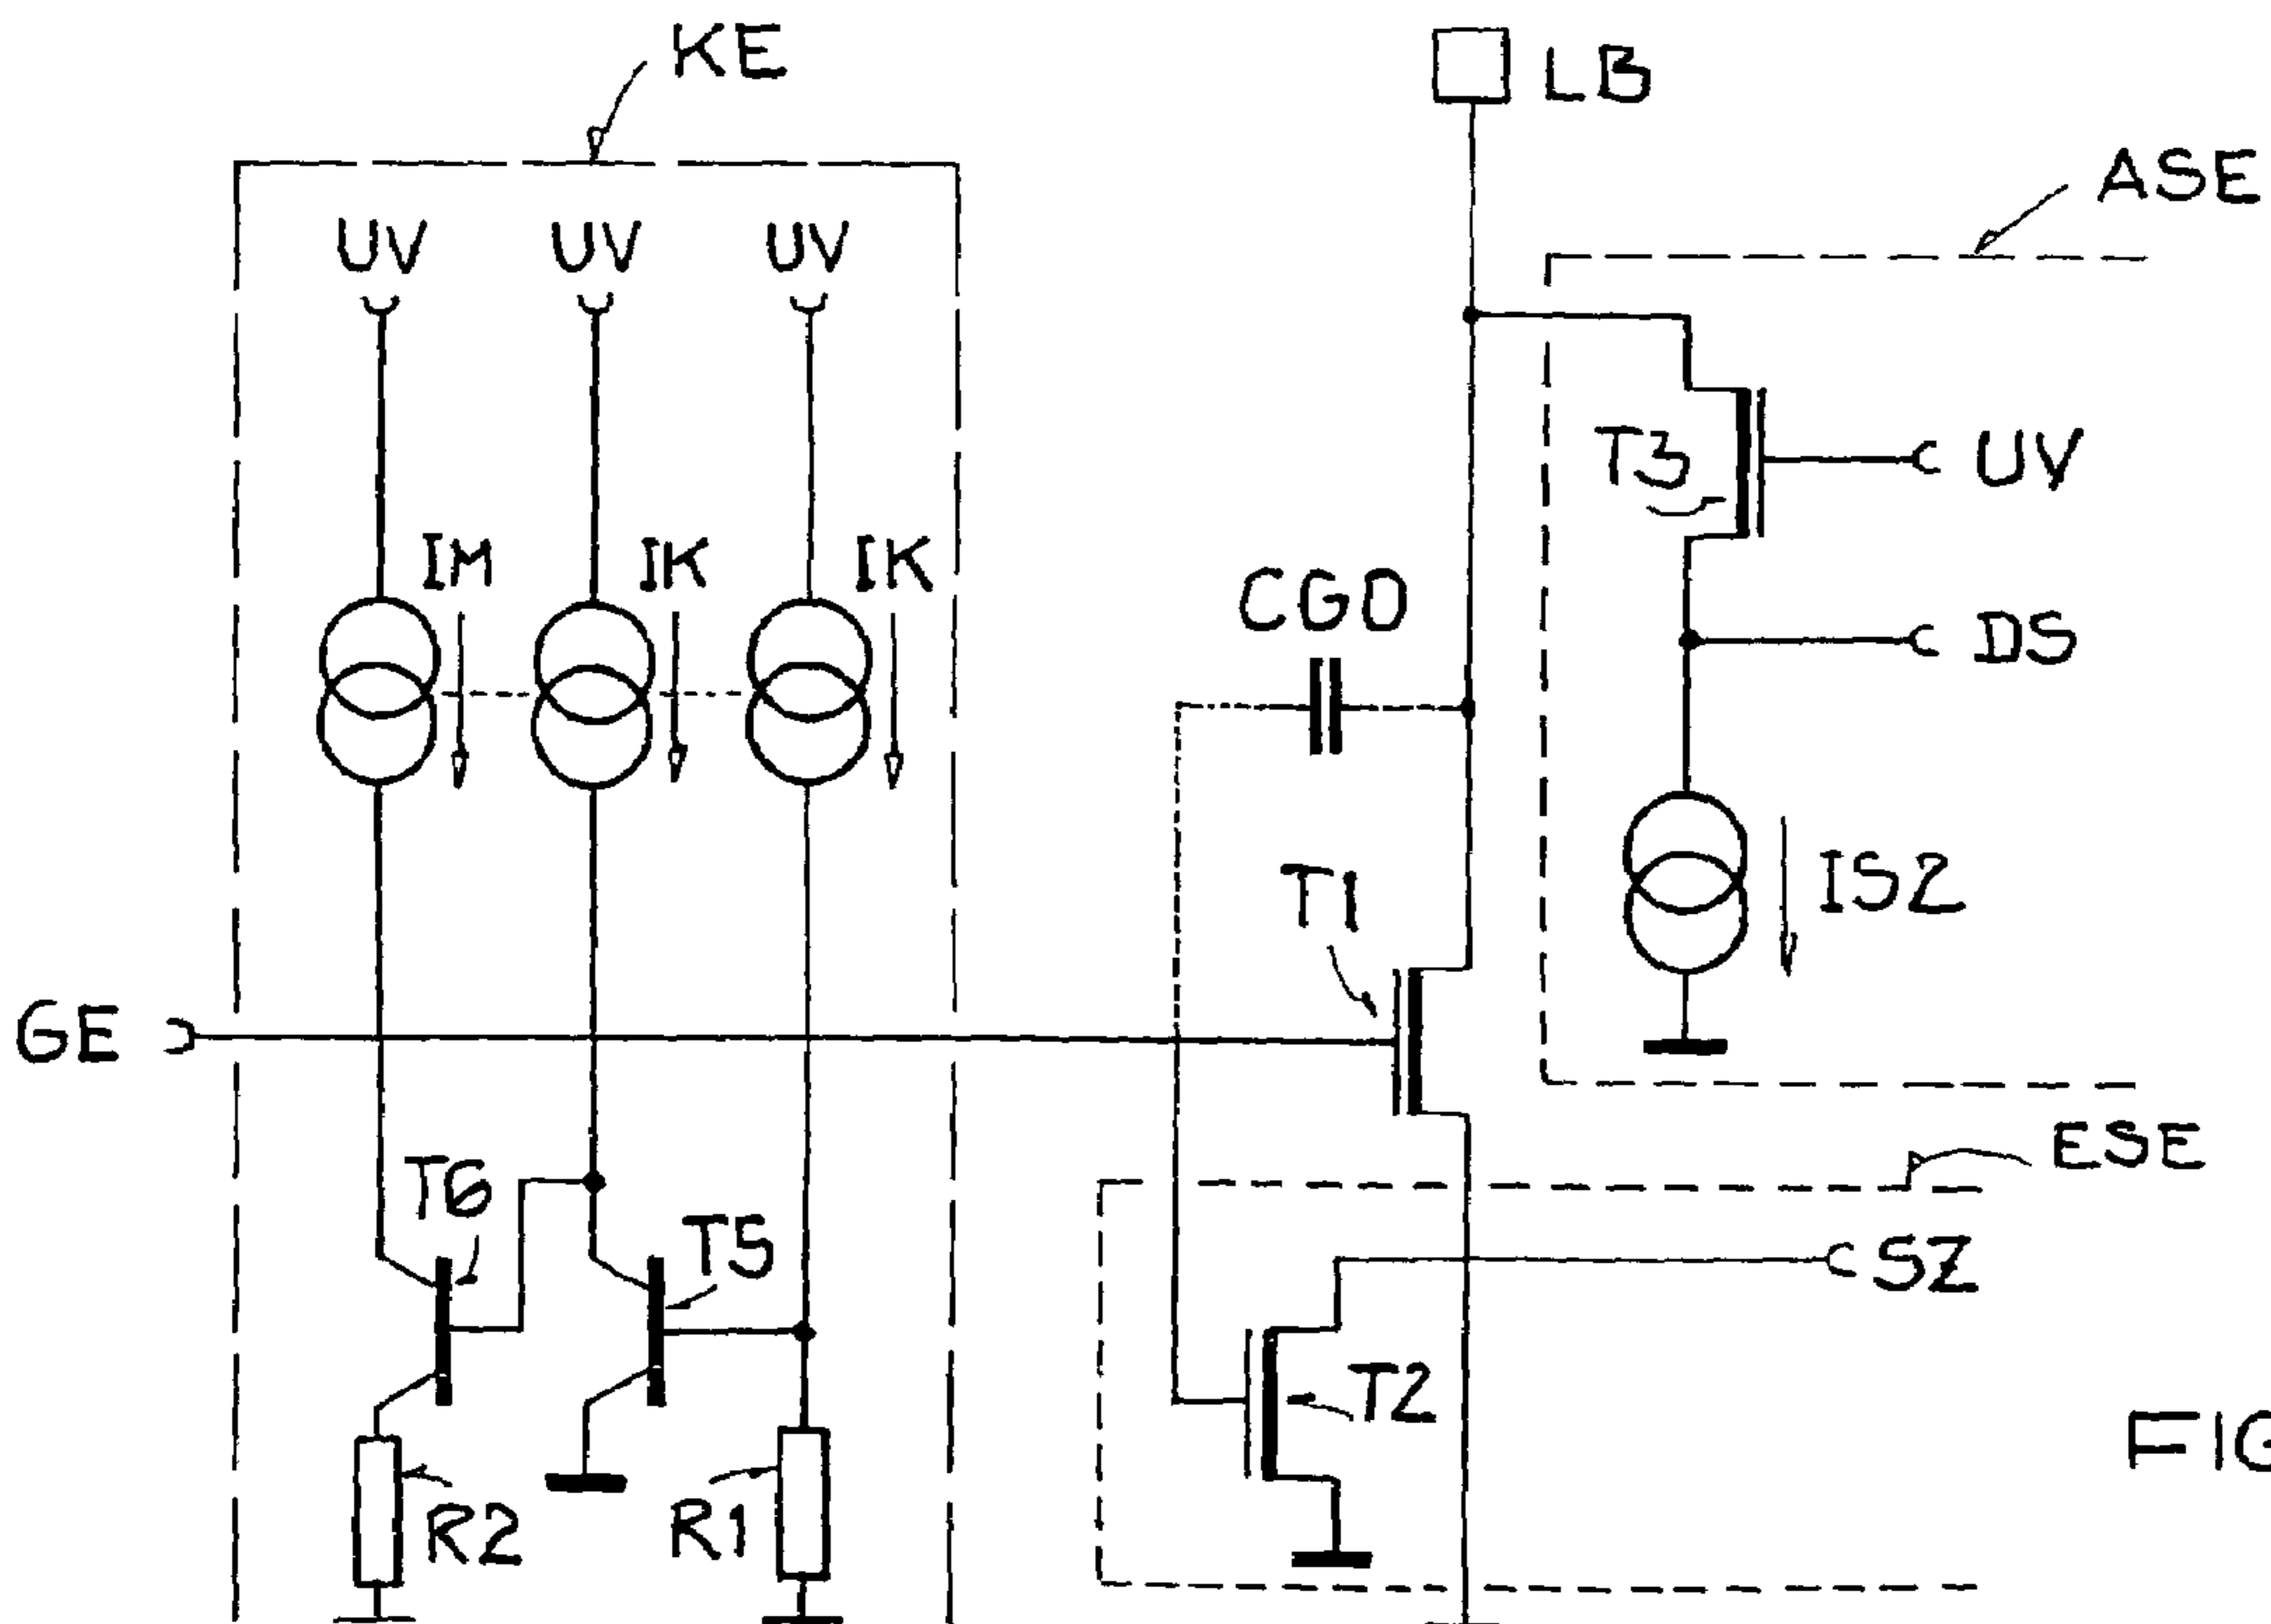 KE
LB
ASE
UV UV UV
T3
UV
IM IK IK
CGO
DS
T1
IS2
GE
ESE
T6
T5
SZ
T2
R2
R1
FIG